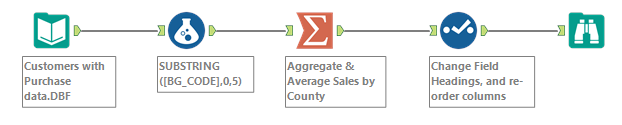 Customers with
Purchase
data.DBF
SUBSTRING
([BG_CODE],0,5)
Aggregate &
Average Sales by
County
Change Field
Headings, and re-
order columns